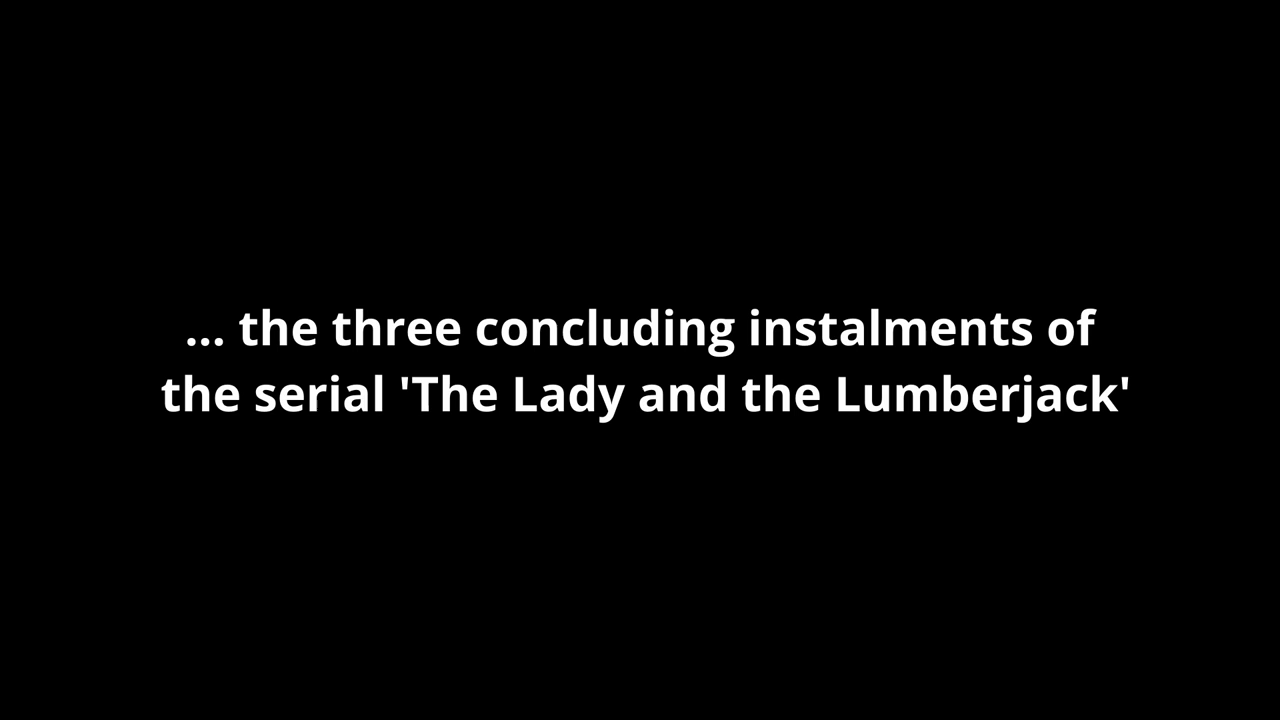 ... the three concluding instalments of
the serial 'The Lady and the Lumberjack'